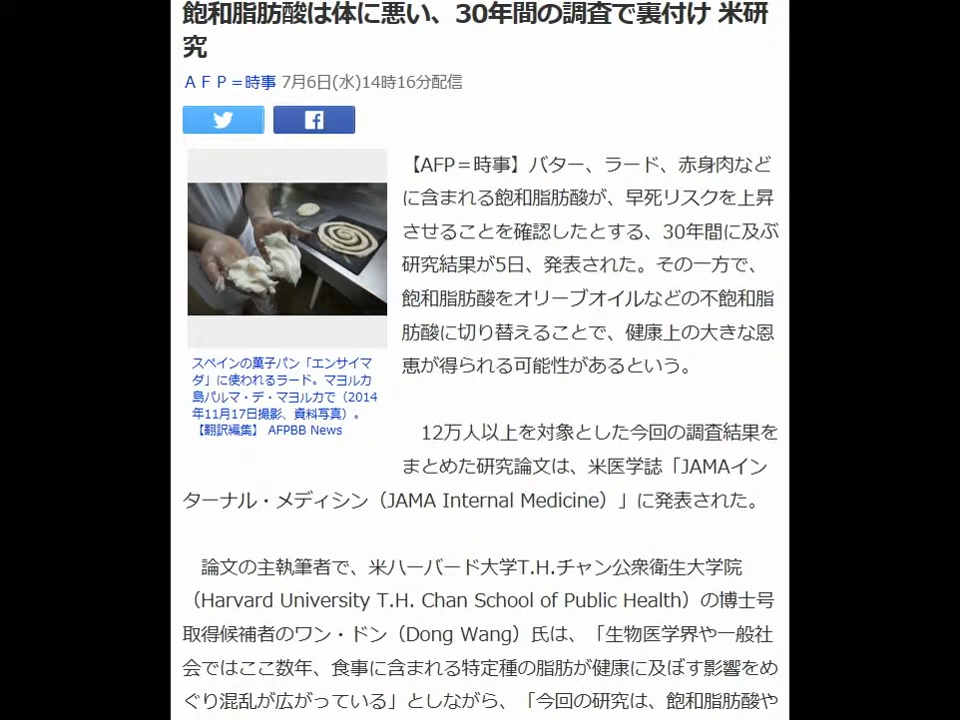 飽和脂肪酸は体に悪い、30年間の調査で裏付け 米研
究
ＡＦＰ＝時事 7月6日(水)14時16分配信
【AFP＝時事】バター、ラード、赤身肉など
に含まれる飽和脂肪酸が、早死リスクを上昇
させることを確認したとする、30年間に及ぶ
研究結果が5日、発表された。その一方で、
飽和脂肪酸をオリーブオイルなどの不飽和脂
肪酸に切り替えることで、健康上の大きな恩
恵が得られる可能性があるという。
スペインの菓子パン「エンサイマ
ダ」に使われるラード。マヨルカ
島パルマ・デ・マヨルカで（2014
年11月17日撮影、資料写真）。
【翻訳編集】 AFPBB News
12万人以上を対象とした今回の調査結果を
まとめた研究論文は、米医学誌「JAMAイン
ターナル・メディシン（JAMA Internal Medicine）」に発表された。
論文の主執筆者で、米ハーバード大学T.H.チャン公衆衛生大学院
（Harvard University T.H. Chan School of Public Health）の博士号
取得候補者のワン・ドン（Dong Wang）氏は、「生物医学界や一般社
会ではここ数年、食事に含まれる特定種の脂肪が健康に及ぼす影響をめ
ぐり混乱が広がっている」としながら、「今回の研究は、飽和脂肪酸や